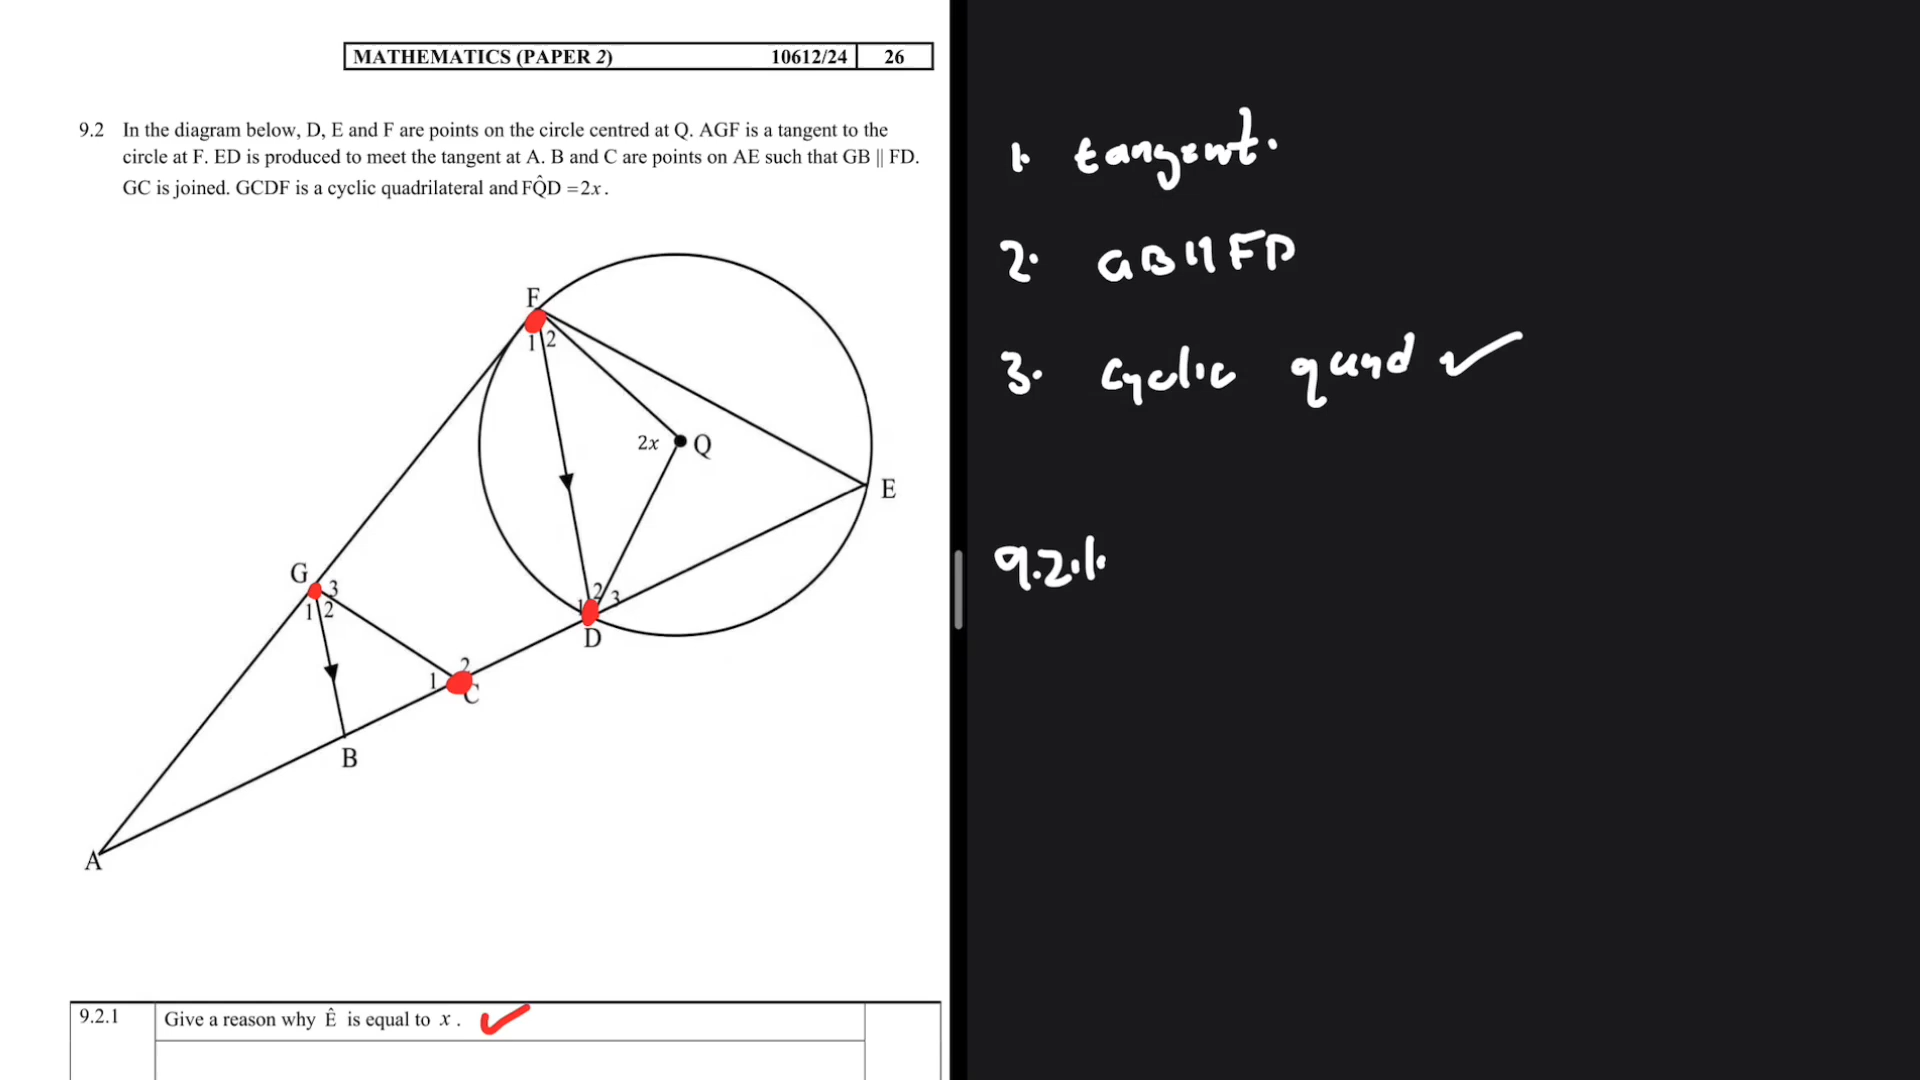 MATHEMATICS (PAPER 2) 10612/24 26
9.2 In the diagram below, D, E and F are points on the circle centred at Q. AGF is a tangent to the
circle at F. ED is produced to meet the tangent at A. B and C are points on AE such that GB || FD.
GC is joined. GCDF is a cyclic quadrilateral and FQ̂D =2x.
F
1 2
2x Q
E
G
3
1 2
2
1 3
D
2
1
C
B
A
9.2.1 Give a reason why Ê is equal to x.
1. tangent.
2. GB || FD
3. cyclic quad ✓
9.2.1.